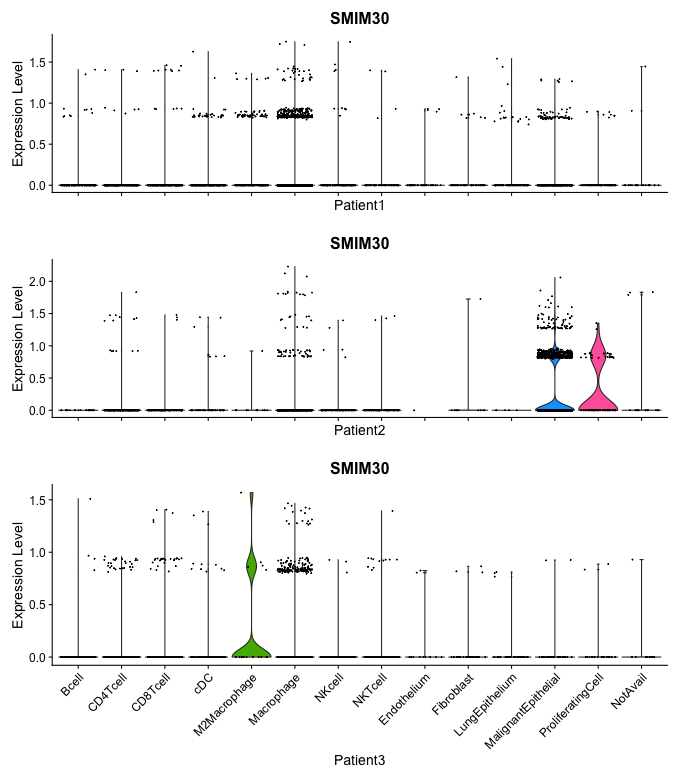 SMIM30
Expression Level
1.5
1.0
0.5
0.0
Patient1
SMIM30
Expression Level
2.0
1.5
1.0
0.5
0.0
Patient2
SMIM30
Expression Level
1.5
1.0
0.5
0.0
Bcell
CD4Tcell
CD8Tcell
cDC
M2Macrophage
Macrophage
NKcell
NKTcell
Endothelium
Fibroblast
LungEpithelium
MalignantEpithelial
ProliferatingCell
NotAvail
Patient3